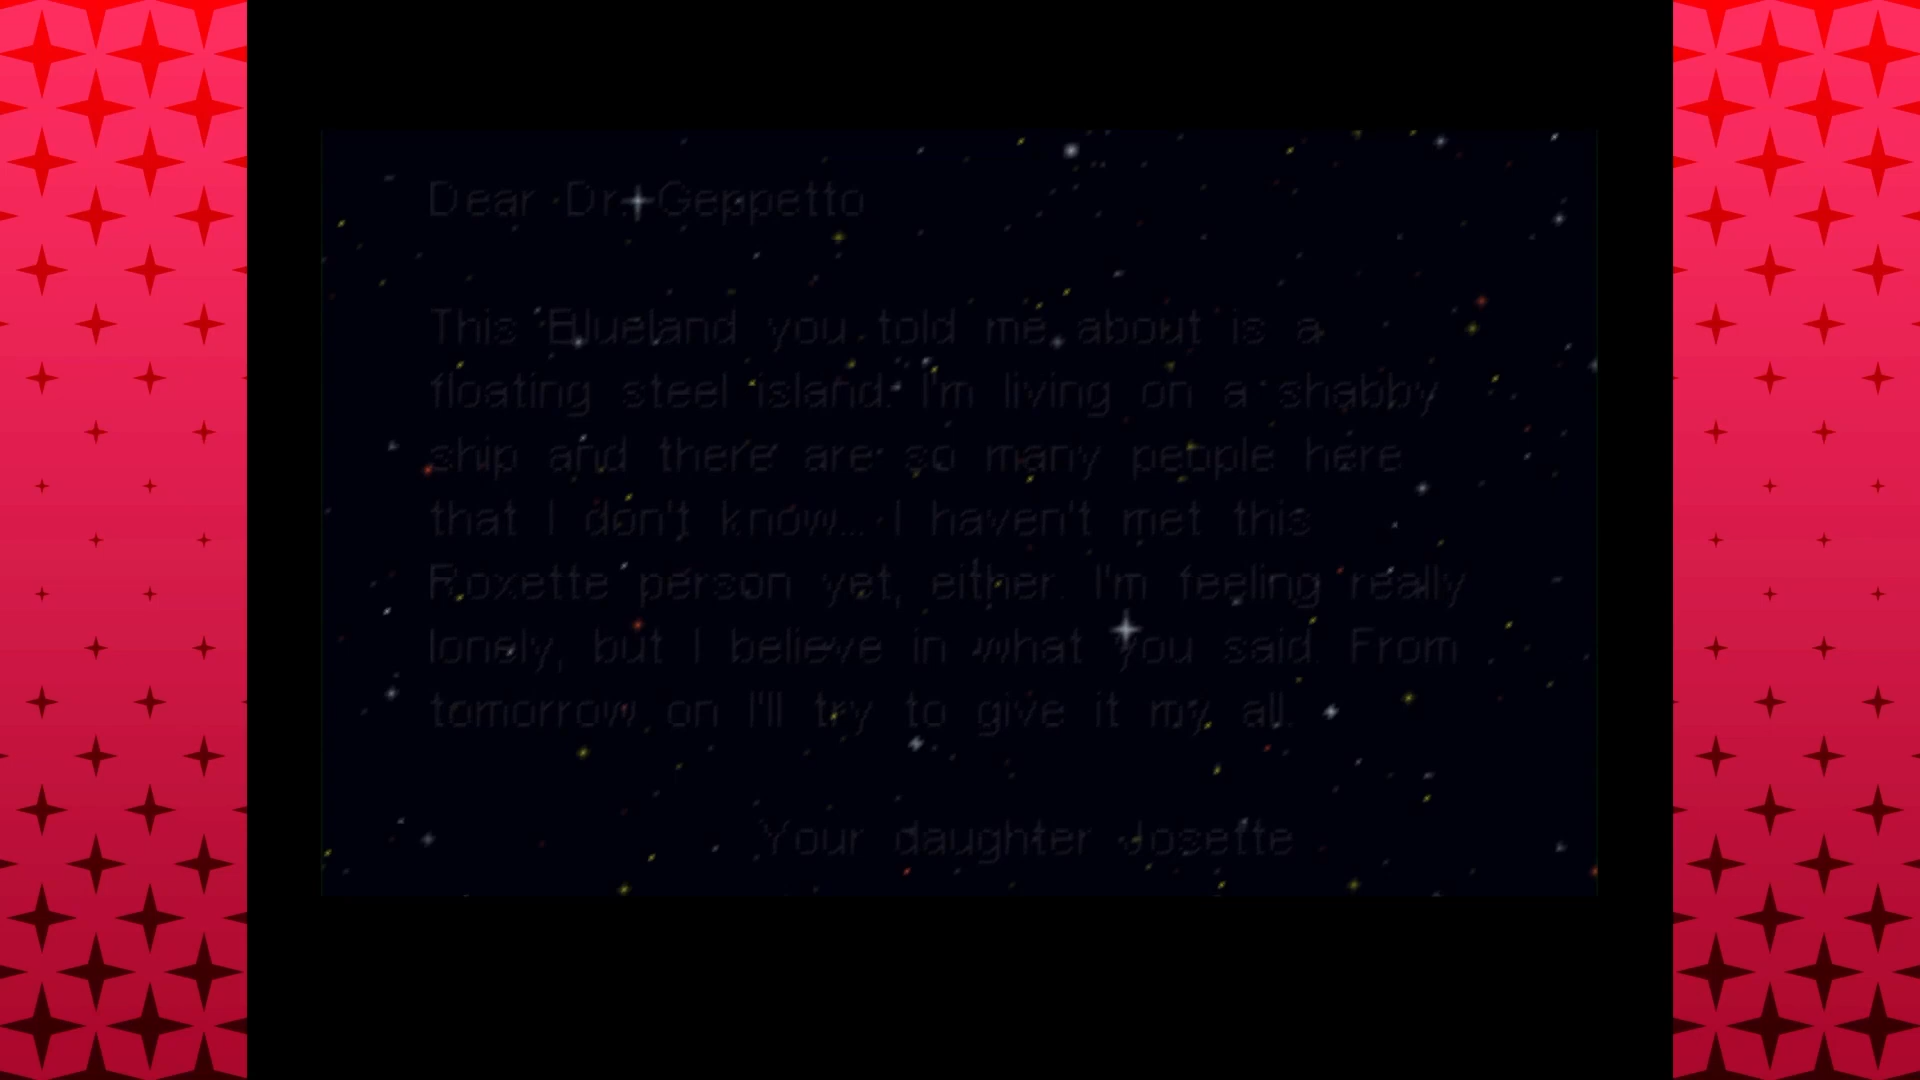 Dear Dr. Geppetto
This Blueland you told me about is a
floating steel island. I'm living on a shabby
ship and there are so many people here
that I don't know... I haven't met this
Roxette person yet, either. I'm feeling really
lonely, but I believe in what you said. From
tomorrow on I'll try to give it my all.
Your daughter Josette